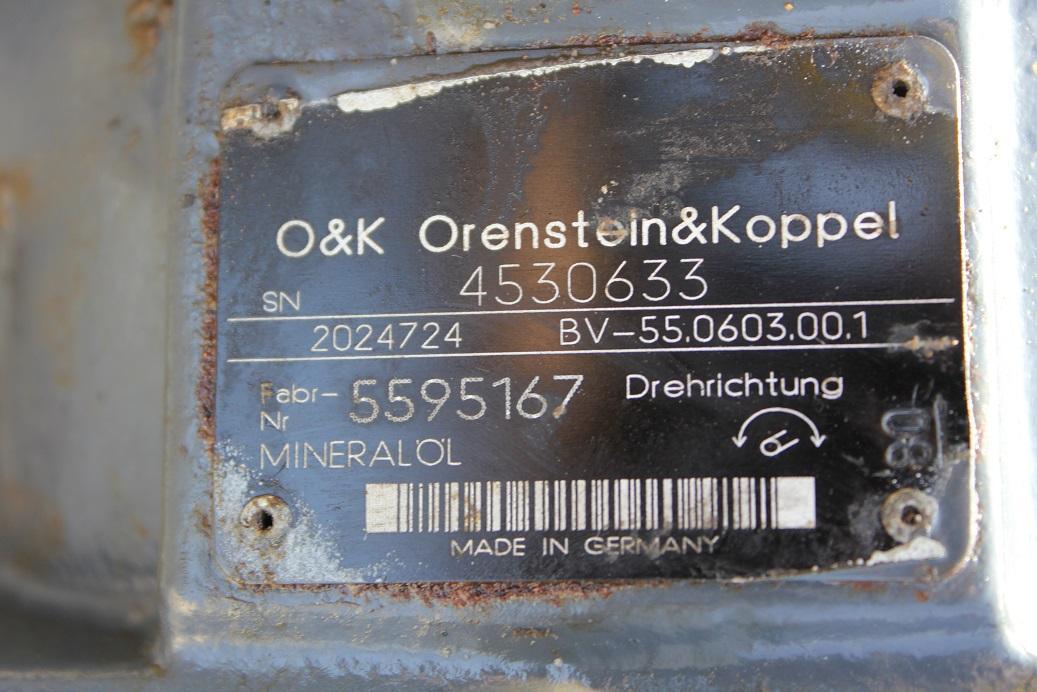 O&K Orenstein&Koppel
SN 4530633
2024724 BV-55.0603.00.1
Fabr-Nr 5595167 Drehrichtung
MINERALÖL
MADE IN GERMANY